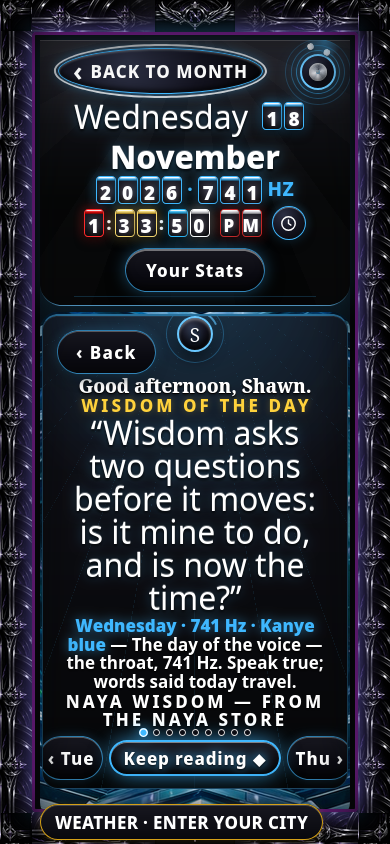 ‹ BACK TO MONTH
Wednesday 18
November
2026 · 741 HZ
1:33:50 PM
Your Stats
S
‹ Back
Good afternoon, Shawn.
WISDOM OF THE DAY
“Wisdom asks
two questions
before it moves:
is it mine to do,
and is now the
time?”
Wednesday · 741 Hz · Kanye
blue — The day of the voice —
the throat, 741 Hz. Speak true;
words said today travel.
NAYA WISDOM — FROM
THE NAYA STORE
‹ Tue
Keep reading ◆
Thu ›
WEATHER · ENTER YOUR CITY